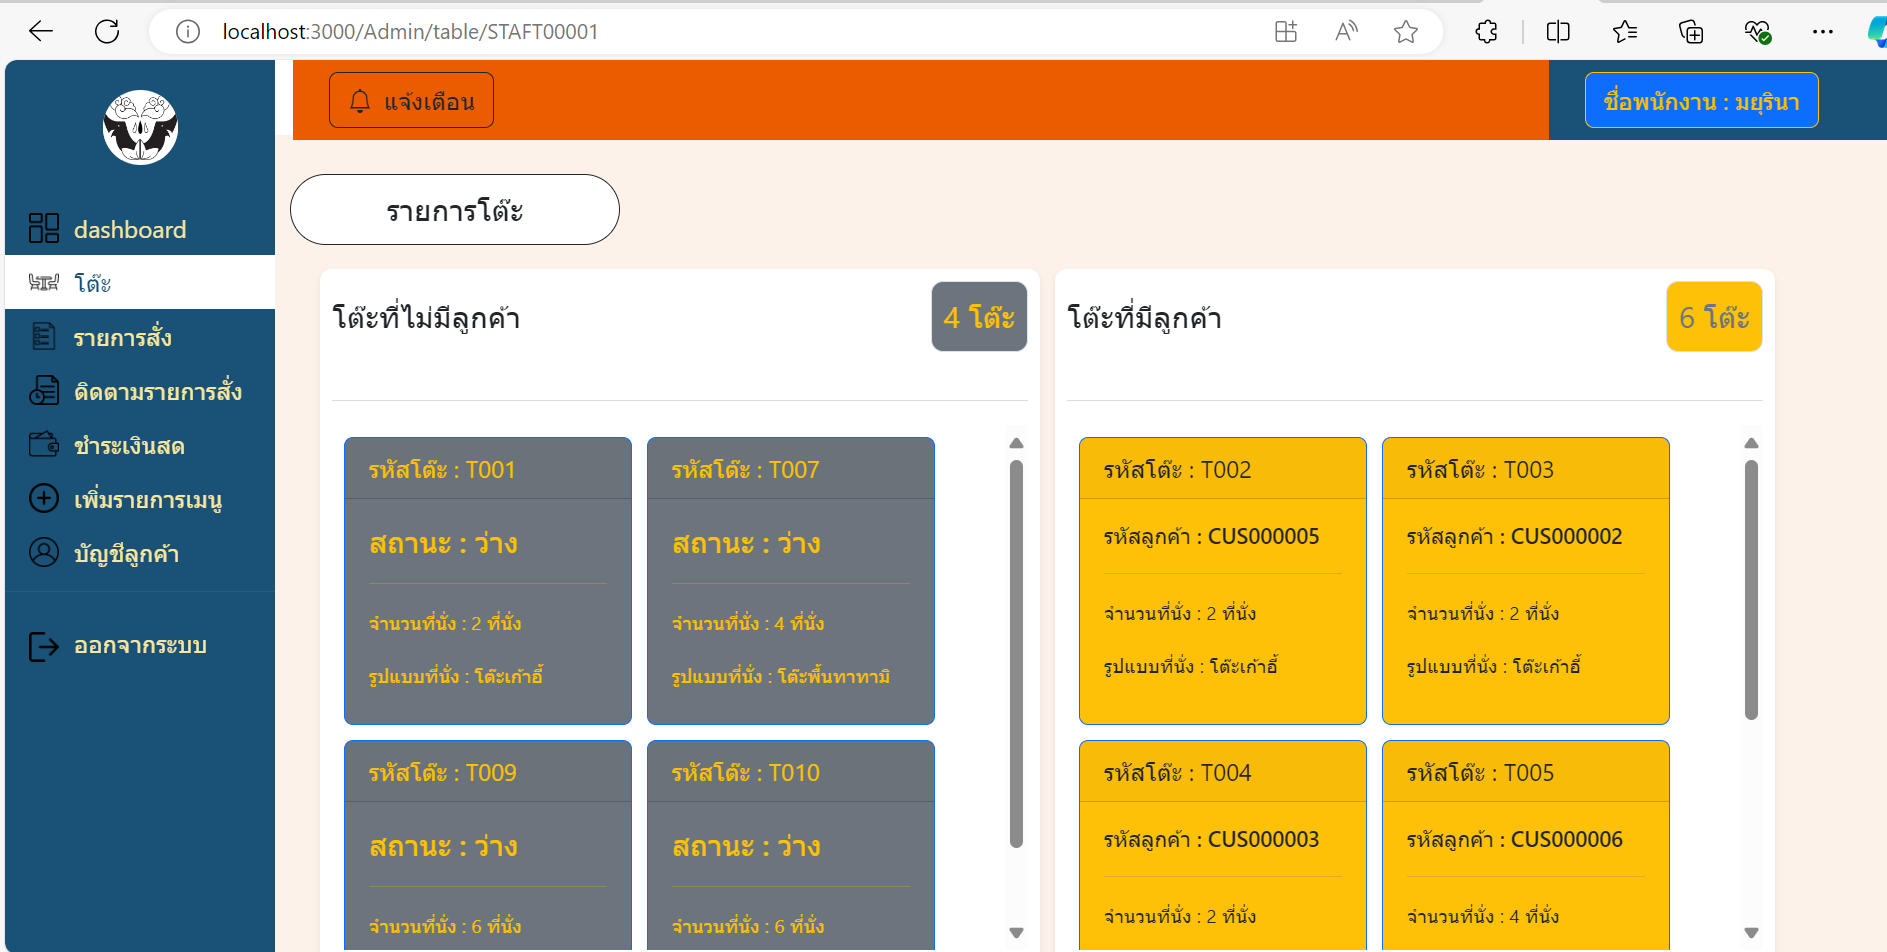 localhost:3000/Admin/table/STAFT00001
แจ้งเตือน
ชื่อพนักงาน : มยุรินา
dashboard
โต๊ะ
รายการสั่ง
ติดตามรายการสั่ง
ชำระเงินสด
เพิ่มรายการเมนู
บัญชีลูกค้า
ออกจากระบบ
รายการโต๊ะ
โต๊ะที่ไม่มีลูกค้า
4 โต๊ะ
รหัสโต๊ะ : T001
สถานะ : ว่าง
จำนวนที่นั่ง : 2 ที่นั่ง
รูปแบบที่นั่ง : โต๊ะเก้าอี้
รหัสโต๊ะ : T007
สถานะ : ว่าง
จำนวนที่นั่ง : 4 ที่นั่ง
รูปแบบที่นั่ง : โต๊ะพื้นทาทามิ
รหัสโต๊ะ : T009
สถานะ : ว่าง
จำนวนที่นั่ง : 6 ที่นั่ง
รหัสโต๊ะ : T010
สถานะ : ว่าง
จำนวนที่นั่ง : 6 ที่นั่ง
โต๊ะที่มีลูกค้า
6 โต๊ะ
รหัสโต๊ะ : T002
รหัสลูกค้า : CUS000005
จำนวนที่นั่ง : 2 ที่นั่ง
รูปแบบที่นั่ง : โต๊ะเก้าอี้
รหัสโต๊ะ : T003
รหัสลูกค้า : CUS000002
จำนวนที่นั่ง : 2 ที่นั่ง
รูปแบบที่นั่ง : โต๊ะเก้าอี้
รหัสโต๊ะ : T004
รหัสลูกค้า : CUS000003
จำนวนที่นั่ง : 2 ที่นั่ง
รหัสโต๊ะ : T005
รหัสลูกค้า : CUS000006
จำนวนที่นั่ง : 4 ที่นั่ง